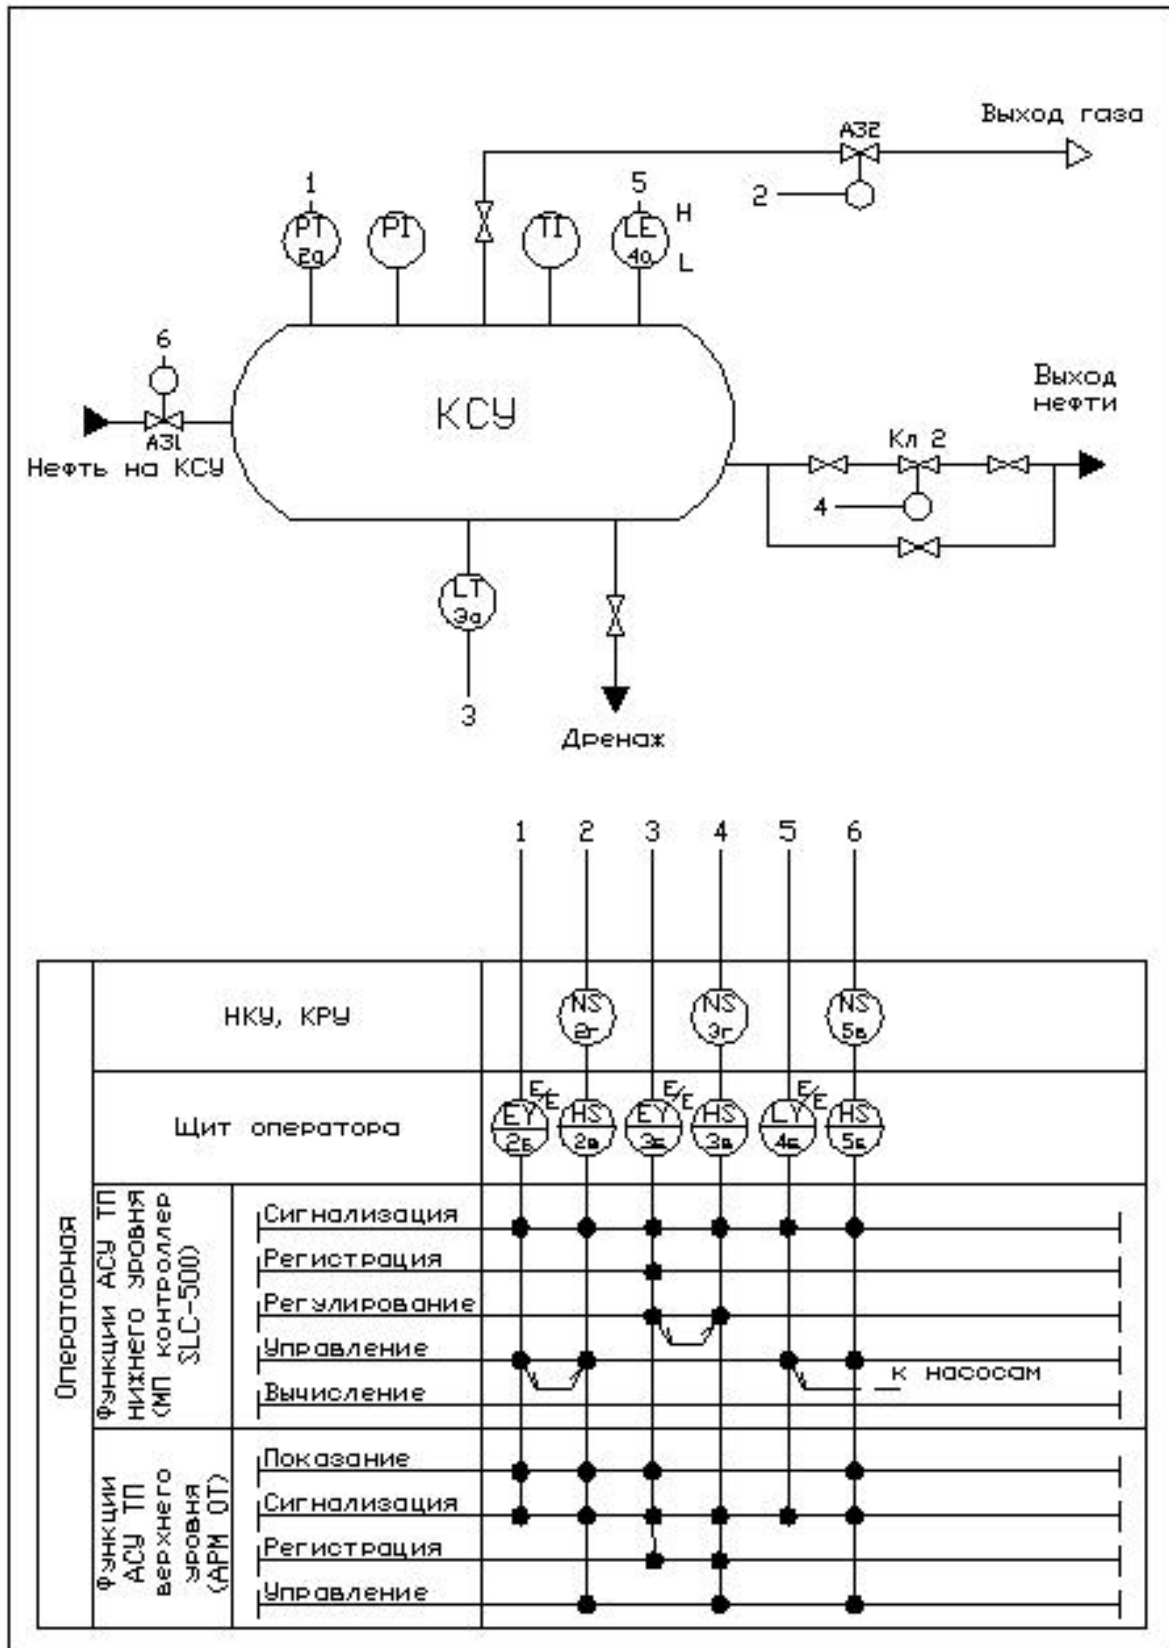 Выход газа
АЗ2
1
2
5
H
L
PT
2а
PI
TI
LE
4а
6
АЗ1
Нефть на КСУ
КСУ
Выход
нефти
Кл 2
4
LT
3а
3
Дренаж
1 2 3 4 5 6
НКУ, КРУ
NS
2г
NS
3г
NS
5в
Щит оператора
E/E
EY
2б
HS
2в
E/E
EY
3б
HS
3в
E/E
LY
4б
HS
5б
Операторная
Функции АСУ ТП
нижнего уровня
(МП контроллер
SLC-500)
Сигнализация
Регистрация
Регулирование
Управление
к насосам
Вычисление
Функции
АСУ ТП
верхнего
уровня
(АРМ ОТ)
Показание
Сигнализация
Регистрация
Управление